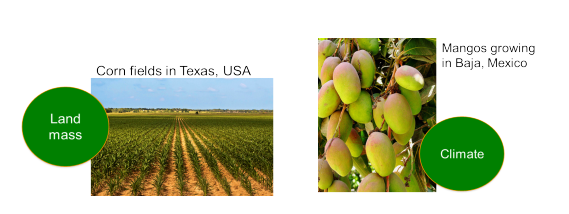 Corn fields in Texas, USA
Land
mass
Mangos growing
in Baja, Mexico
Climate